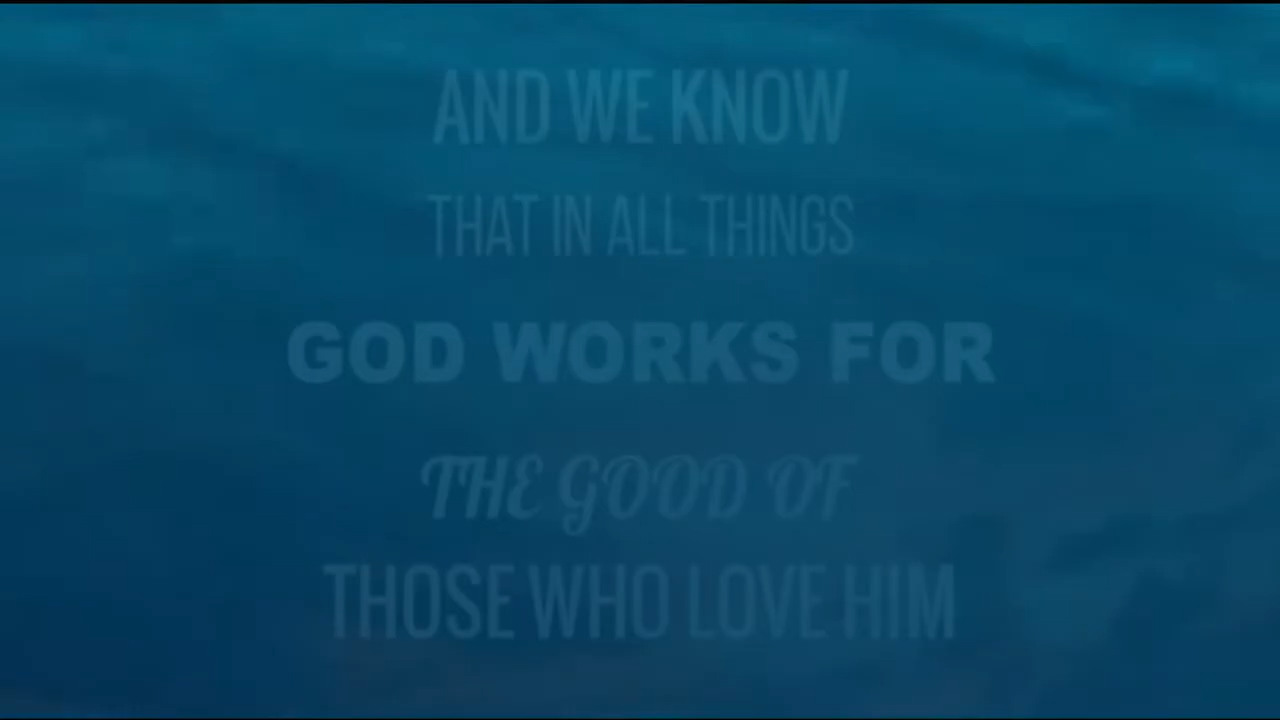 AND WE KNOW
THAT IN ALL THINGS
GOD WORKS FOR
THE GOOD OF
THOSE WHO LOVE HIM